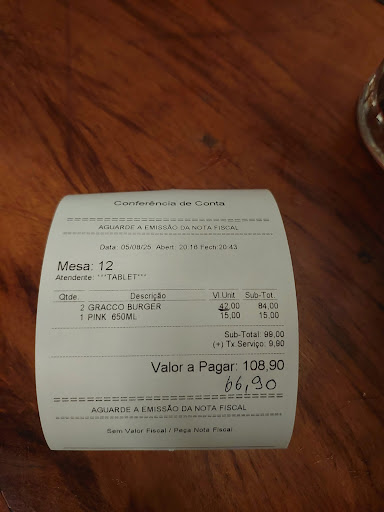 Conferência de Conta
AGUARDE A EMISSÃO DA NOTA FISCAL
Data: 05/08/25 Abert: 20:16 Fech:20:43
Mesa: 12
Atendente: ***TABLET***
Qtde. Descrição Vl.Unit Sub-Tot.
2 GRACCO BURGER 42,00 84,00
1 PINK 650ML 15,00 15,00
Sub-Total: 99,00
(+) Tx.Serviço: 9,90
Valor a Pagar: 108,90
66,90
AGUARDE A EMISSÃO DA NOTA FISCAL
Sem Valor Fiscal / Peça Nota Fiscal